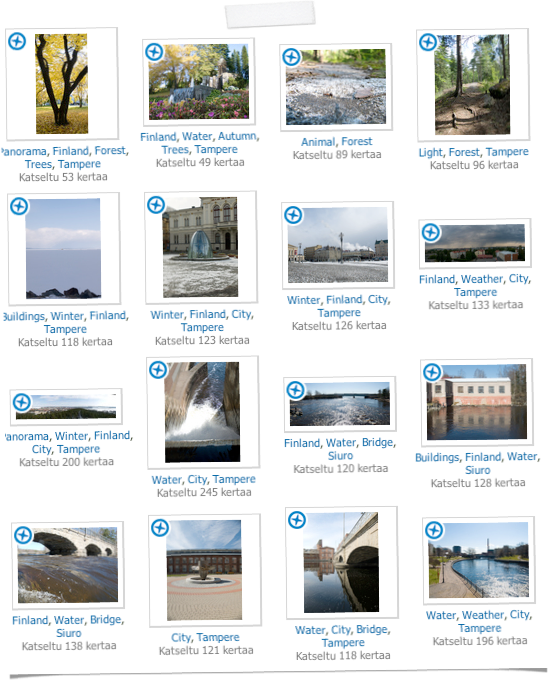 Panorama, Finland, Forest,
Trees, Tampere
Katseltu 53 kertaa
Finland, Water, Autumn,
Trees, Tampere
Katseltu 49 kertaa
Animal, Forest
Katseltu 89 kertaa
Light, Forest, Tampere
Katseltu 96 kertaa
Buildings, Winter, Finland,
Tampere
Katseltu 118 kertaa
Winter, Finland, City,
Tampere
Katseltu 123 kertaa
Winter, Finland, City,
Tampere
Katseltu 126 kertaa
Finland, Weather, City,
Tampere
Katseltu 133 kertaa
Panorama, Winter, Finland,
City, Tampere
Katseltu 200 kertaa
Water, City, Tampere
Katseltu 245 kertaa
Finland, Water, Bridge,
Siuro
Katseltu 120 kertaa
Buildings, Finland, Water,
Siuro
Katseltu 128 kertaa
Finland, Water, Bridge,
Siuro
Katseltu 138 kertaa
City, Tampere
Katseltu 121 kertaa
Water, City, Bridge,
Tampere
Katseltu 118 kertaa
Water, Weather, City,
Tampere
Katseltu 196 kertaa